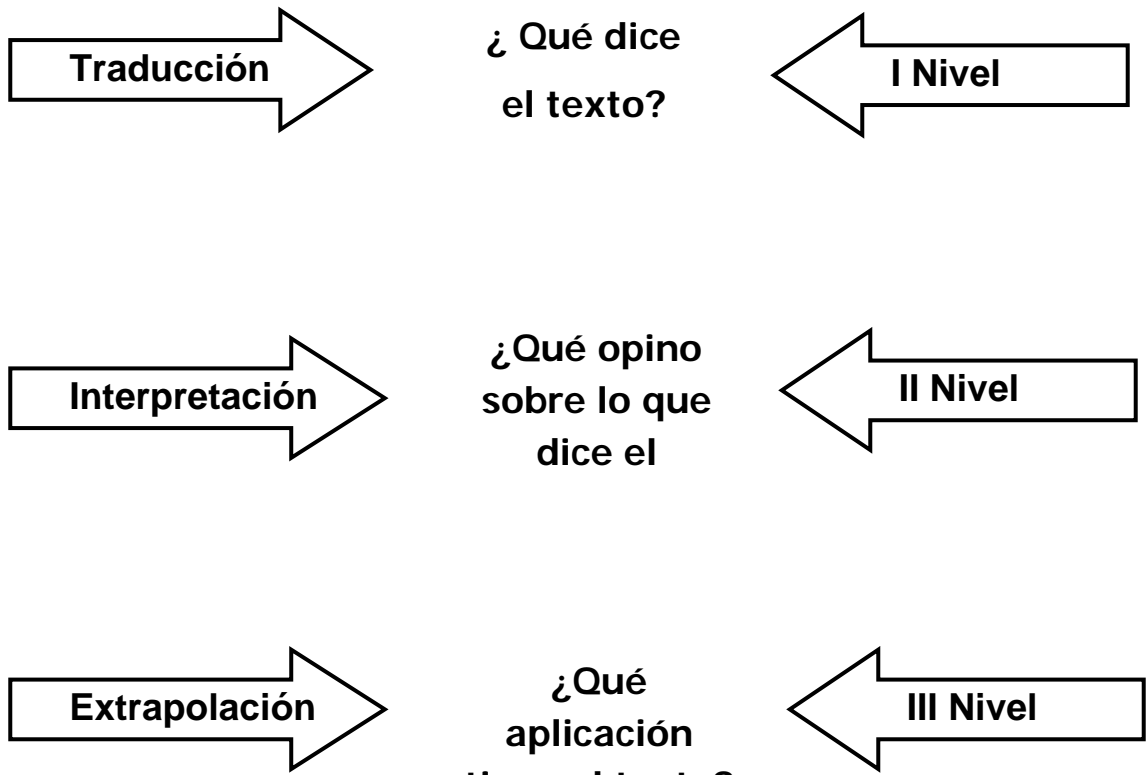 Traducción
¿ Qué dice
el texto?
I Nivel
Interpretación
¿Qué opino
sobre lo que
dice el
II Nivel
Extrapolación
¿Qué
aplicación
III Nivel